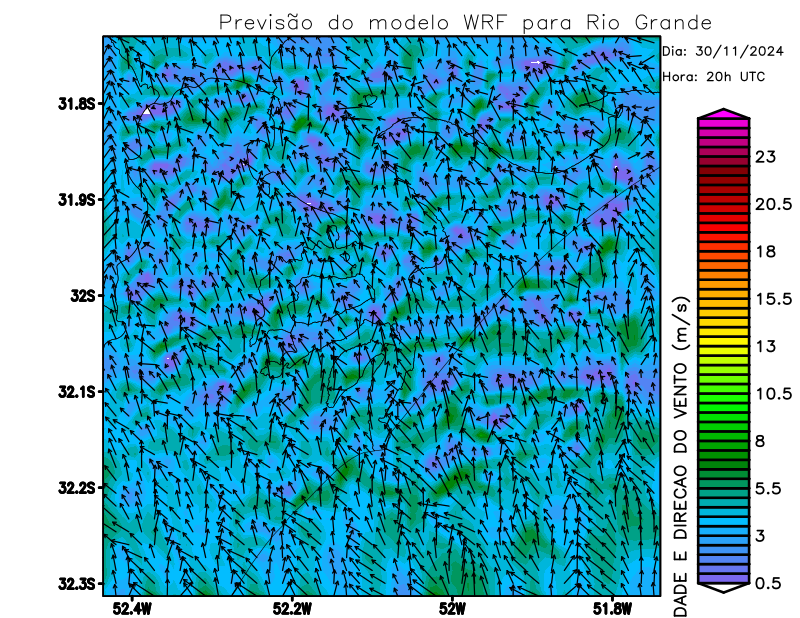 Previsão do modelo WRF para Rio Grande
Dia: 30/11/2024
Hora: 20h UTC
31.8S
31.9S
32S
32.1S
32.2S
32.3S
52.4W
52.2W
52W
51.8W
DADE E DIRECAO DO VENTO (m/s)
23
20.5
18
15.5
13
10.5
8
5.5
3
0.5